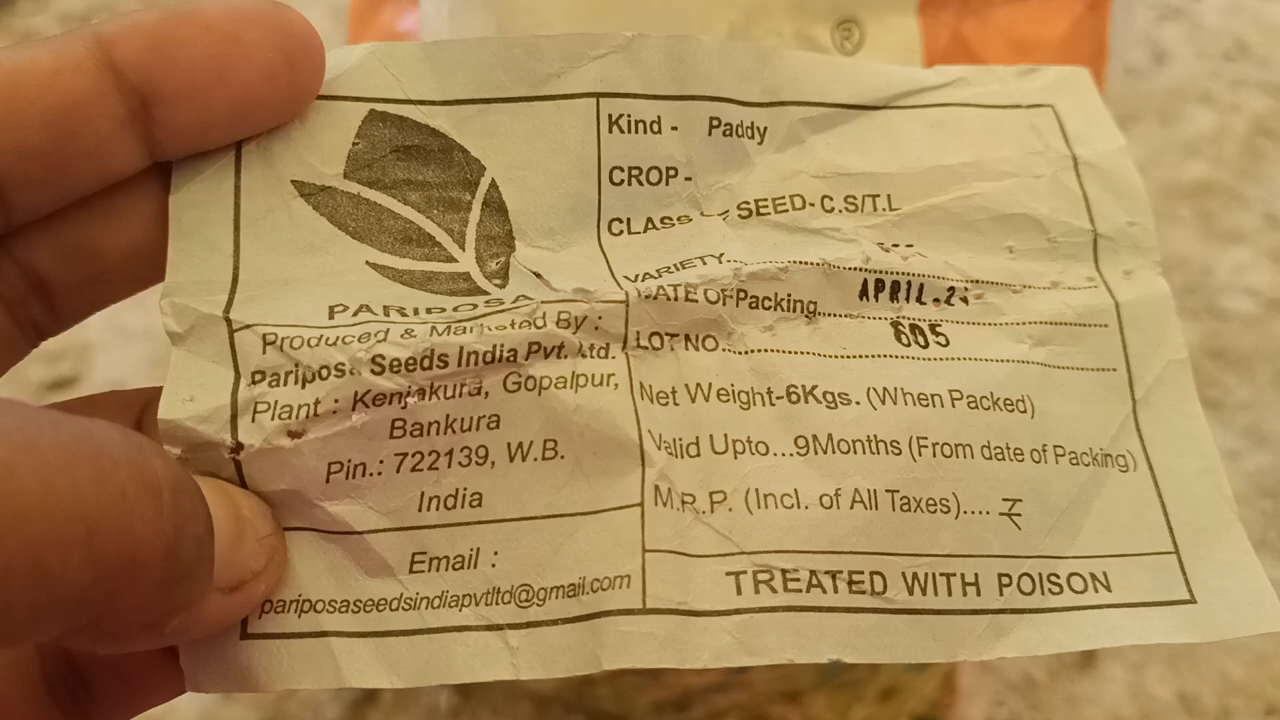 ®
PARIPOSA
Produced & Marketed By :
Pariposa Seeds India Pvt. Ltd.
Plant : Kenjakura, Gopalpur,
Bankura
Pin.: 722139, W.B.
India
Email :
pariposaseedsindiapvtltd@gmail.com
Kind - Paddy
CROP -
CLASS - SEED- C.S/T.L
VARIETY
DATE OF Packing APRIL
LOT NO. 605
Net Weight-6Kgs. (When Packed)
Valid Upto...9Months (From date of Packing)
M.R.P. (Incl. of All Taxes).... ₹
TREATED WITH POISON